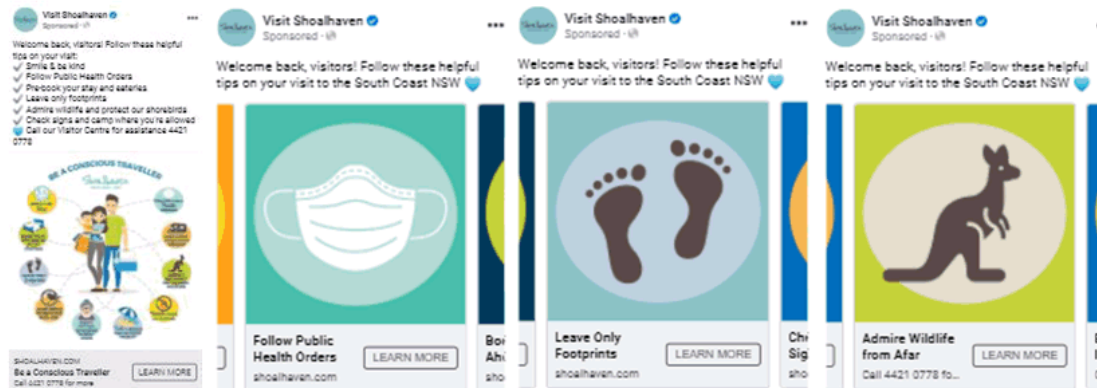 Visit Shoalhaven
Sponsored ·
Welcome back, visitors! Follow these helpful
tips on your visit:
Smile & be kind
Follow Public Health Orders
Pre-book your stay and eateries
Leave only footprints
Admire wildlife and protect our shorebirds
Check signs and camp where you're allowed
Call our Visitor Centre for assistance 4421
0778
BE A CONSCIOUS TRAVELLER
Shoalhaven
SHOALHAVEN.COM
Be a Conscious Traveller
Call 4421 0778 for more
LEARN MORE
Visit Shoalhaven
Sponsored ·
Welcome back, visitors! Follow these helpful
tips on your visit to the South Coast NSW
Follow Public
Health Orders
LEARN MORE
shoalhaven.com
Visit Shoalhaven
Sponsored ·
Welcome back, visitors! Follow these helpful
tips on your visit to the South Coast NSW
Leave Only
Footprints
LEARN MORE
shoalhaven.com
Visit Shoalhaven
Sponsored ·
Welcome back, visitors! Follow these helpful
tips on your visit to the South Coast NSW
Admire Wildlife
from Afar
LEARN MORE
Call 4421 0778 fo...